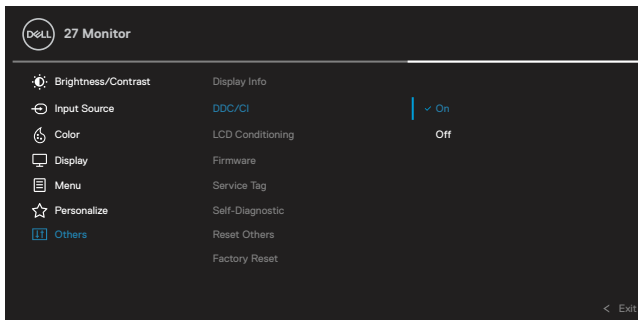 DELL 27 Monitor
Brightness/Contrast Display Info
Input Source DDC/CI ✓ On
Color LCD Conditioning Off
Display Firmware
Menu Service Tag
Personalize Self-Diagnostic
Others Reset Others
Factory Reset
< Exit